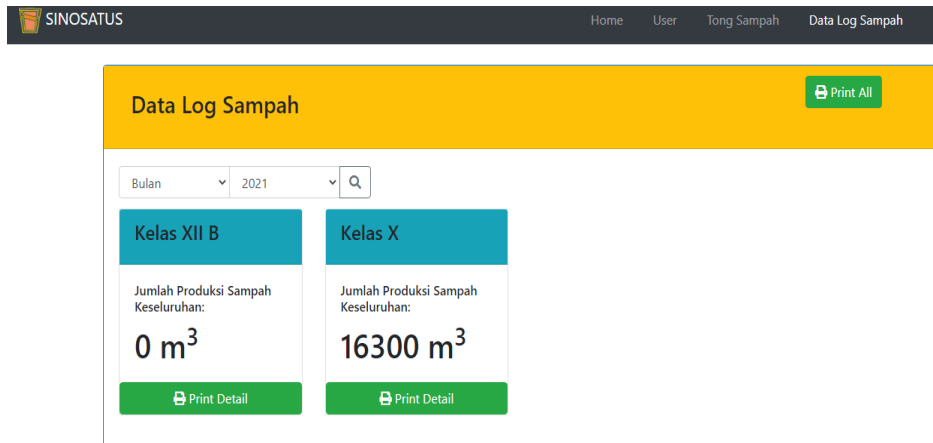 SINOSATUS Home User Tong Sampah Data Log Sampah
Data Log Sampah
Print All
Bulan 2021
Kelas XII B
Jumlah Produksi Sampah
Keseluruhan:
0 m³
Print Detail
Kelas X
Jumlah Produksi Sampah
Keseluruhan:
16300 m³
Print Detail